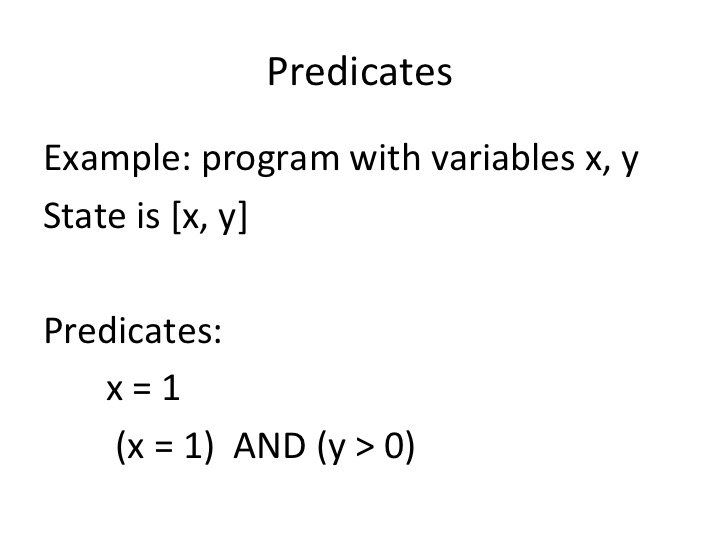 Predicates
Example: program with variables x, y
State is [x, y]
Predicates:
x = 1
(x = 1)  AND (y > 0)